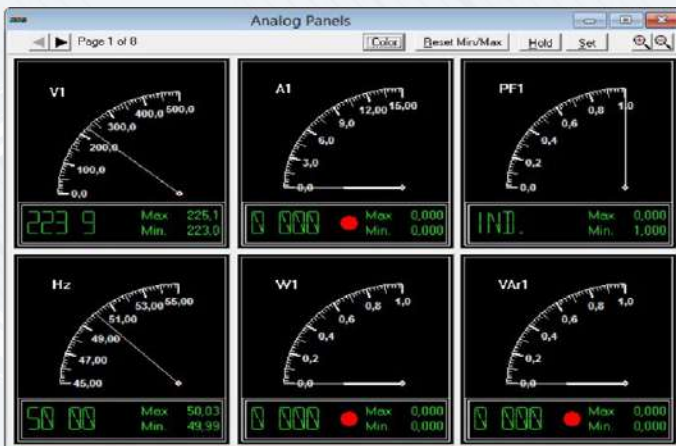 Analog Panels
Page 1 of 8
Color
Reset Min/Max
Hold
Set
V1
0,0
100,0
200,0
300,0
400,0
500,0
223 9
Max 225,1
Min. 223,0
A1
0,0
3,0
6,0
9,0
12,00
15,00
0 000
Max 0,000
Min. 0,000
PF1
0,0
0,2
0,4
0,6
0,8
1,0
IND.
Max 0,000
Min. 1,000
Hz
45,00
47,00
49,00
51,00
53,00
55,00
50 00
Max 50,03
Min. 49,99
W1
0,0
0,2
0,4
0,6
0,8
1,0
0 000
Max 0,000
Min. 0,000
VAr1
0,0
0,2
0,4
0,6
0,8
1,0
0 000
Max 0,000
Min. 0,000